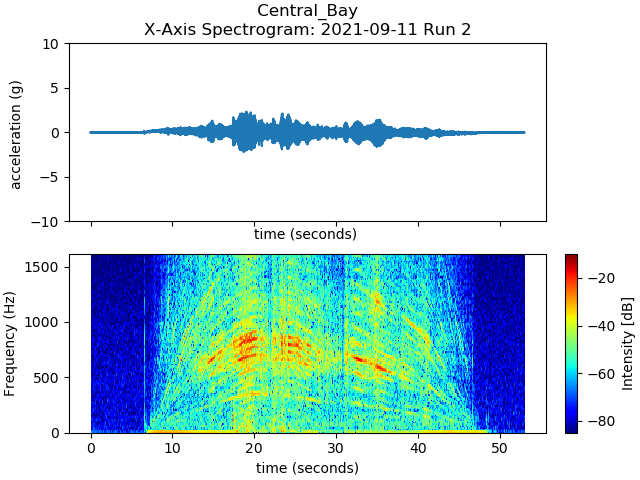 Central_Bay
X-Axis Spectrogram: 2021-09-11 Run 2
10
5
0
−5
−10
acceleration (g)
time (seconds)
1500
1000
500
0
Frequency (Hz)
0 10 20 30 40 50
time (seconds)
−20
−40
−60
−80
Intensity [dB]